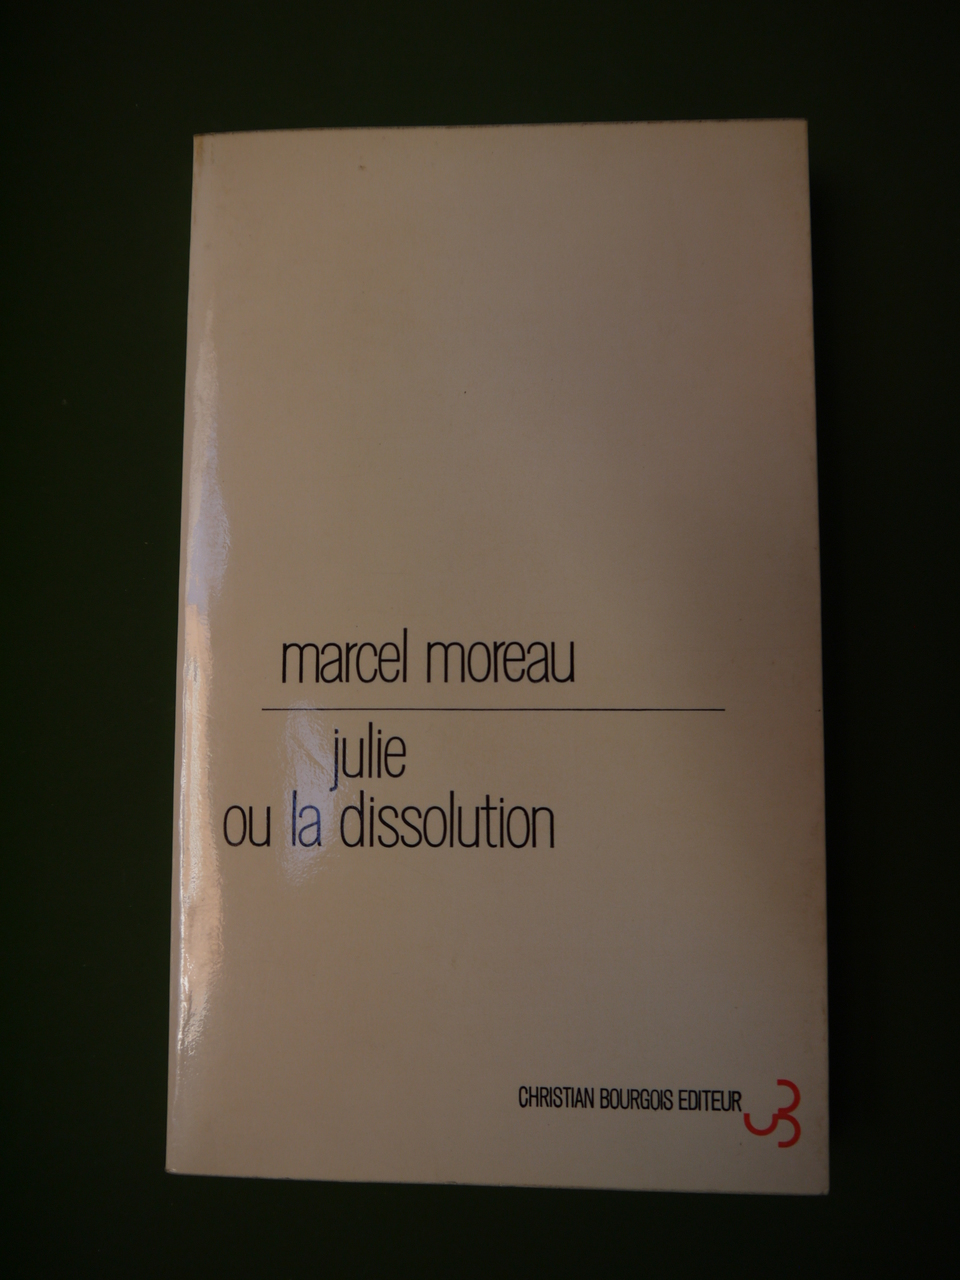 marcel moreau
julie
ou la dissolution
CHRISTIAN BOURGOIS EDITEUR